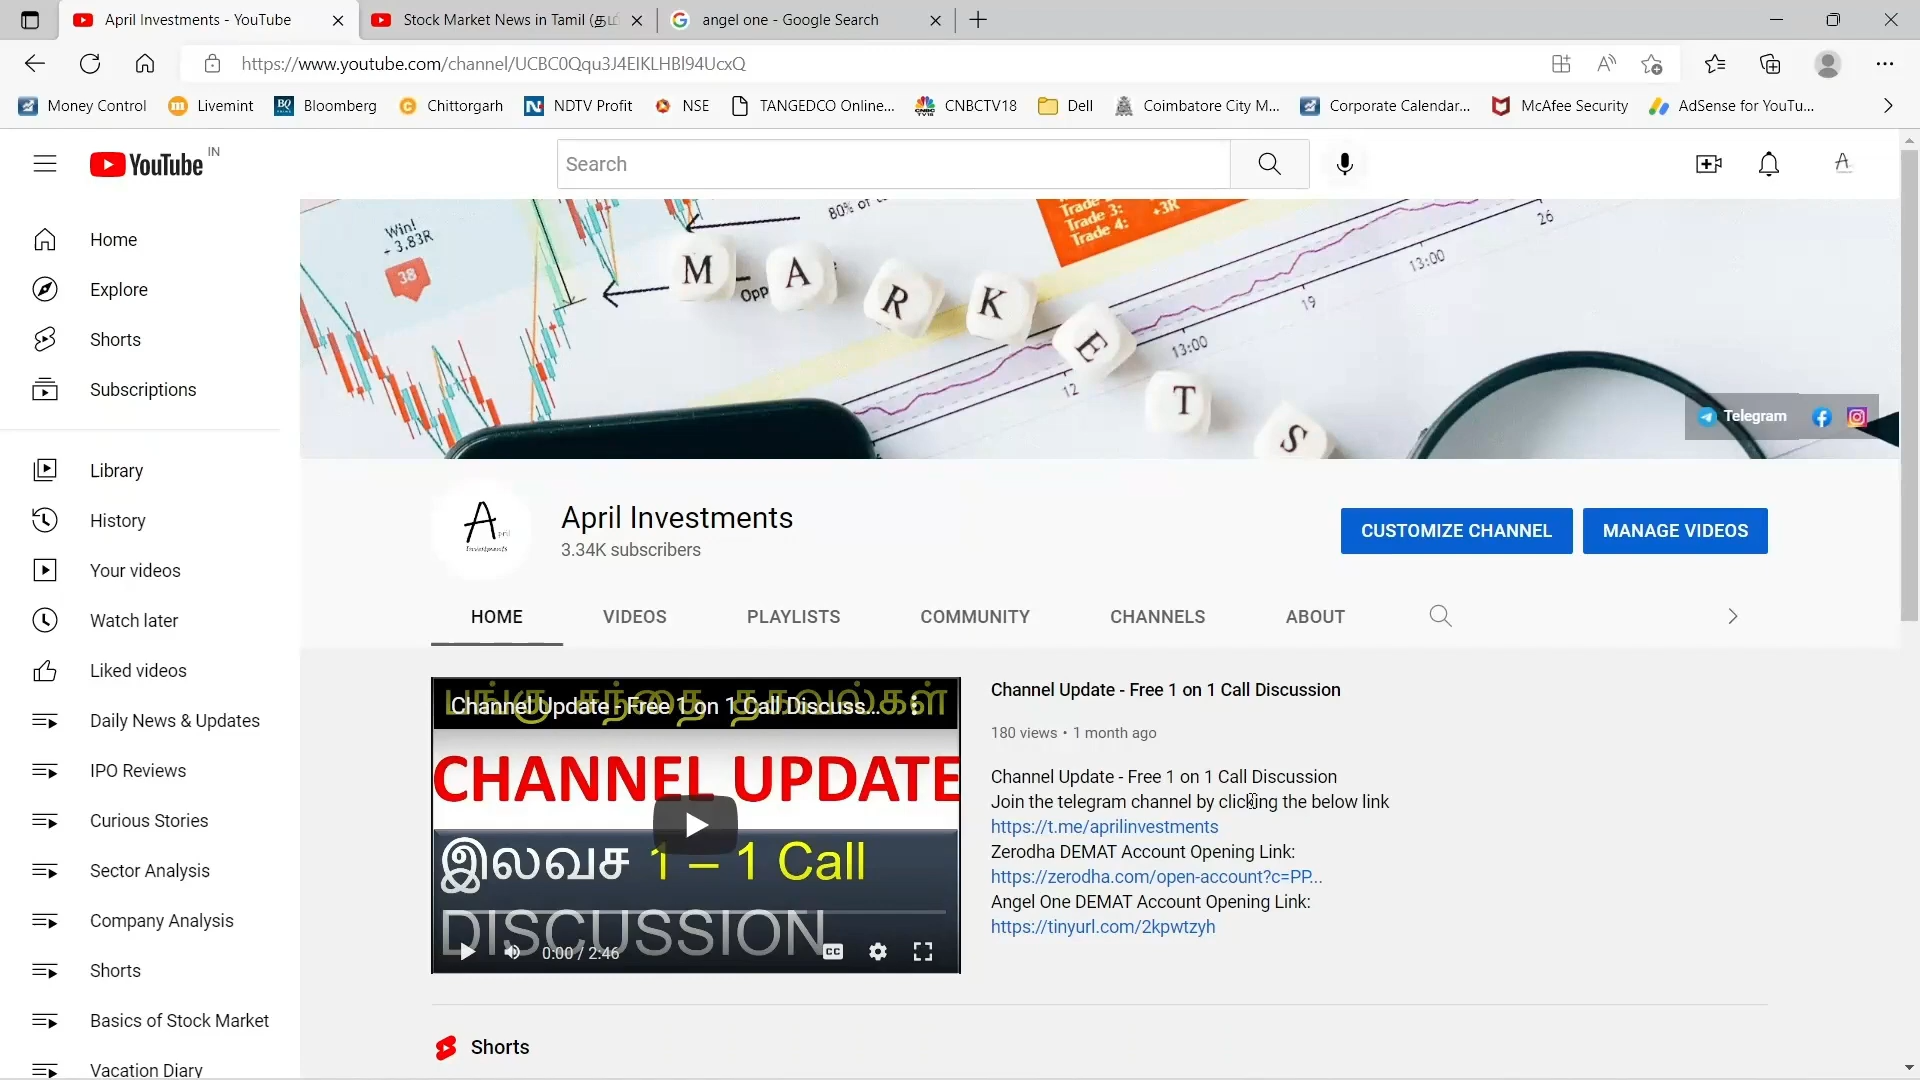 April Investments - YouTube
Stock Market News in Tamil
angel one - Google Search
https://www.youtube.com/channel/UCBC0Qqu3J4EIKLHBl94UcxQ
Money Control
Livemint
BQ
Bloomberg
Chittorgarh
NDTV Profit
NSE
TANGEDCO Online...
CNBCTV18
Dell
Coimbatore City M...
Corporate Calendar...
McAfee Security
AdSense for YouTu...
YouTube IN
Search
Home
Explore
Shorts
Subscriptions
Library
History
Your videos
Watch later
Liked videos
Daily News & Updates
IPO Reviews
Curious Stories
Sector Analysis
Company Analysis
Shorts
Basics of Stock Market
Vacation Diary
Win!
- 3.83R
38
80% of
Opp
Trade 3:
Trade 4:
+3R
MARKETS
12
13:00
19
13:00
26
Telegram
April Investments
3.34K subscribers
CUSTOMIZE CHANNEL
MANAGE VIDEOS
HOME
VIDEOS
PLAYLISTS
COMMUNITY
CHANNELS
ABOUT
பங்கு சந்தை தகவல்கள்
Channel Update - Free 1 on 1 Call Discuss...
CHANNEL UPDATE
இலவச 1 – 1 Call
DISCUSSION
0:00 / 2:46
CC
Channel Update - Free 1 on 1 Call Discussion
180 views • 1 month ago
Channel Update - Free 1 on 1 Call Discussion
Join the telegram channel by clicking the below link
https://t.me/aprilinvestments
Zerodha DEMAT Account Opening Link:
https://zerodha.com/open-account?c=PP...
Angel One DEMAT Account Opening Link:
https://tinyurl.com/2kpwtzyh
Shorts